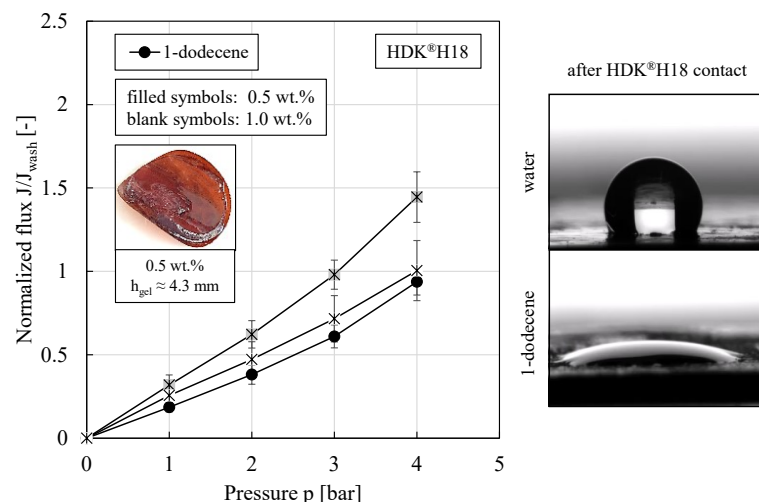 2.5
2
1.5
1
0.5
0
0
1
2
3
4
5
Normalized flux J/J_wash [-]
Pressure p [bar]
1-dodecene
HDK®H18
filled symbols: 0.5 wt.%
blank symbols: 1.0 wt.%
0.5 wt.%
h_gel ≈ 4.3 mm
after HDK®H18 contact
water
1-dodecene